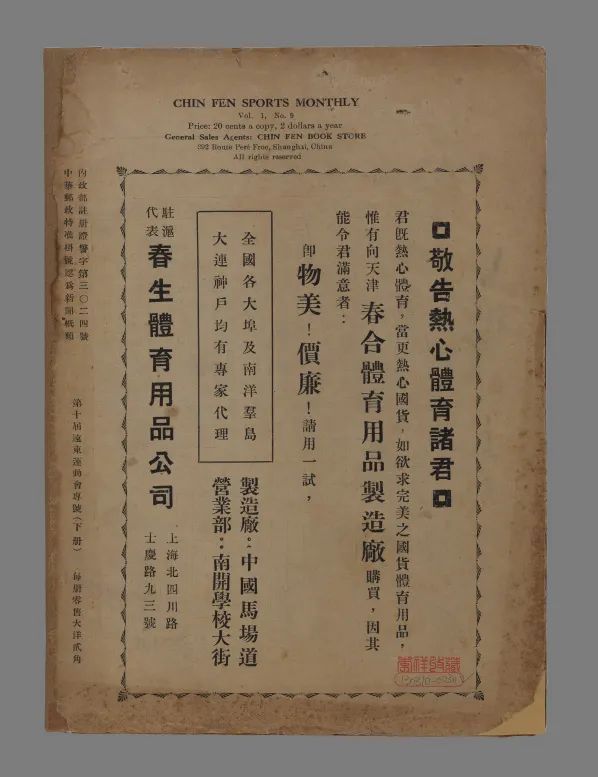 CHIN FEN SPORTS MONTHLY
Vol. 1, No. 9
Price: 20 cents a copy, 2 dollars a year
General Sales Agents: CHIN FEN BOOK STORE
392 Route Peré Froc, Shanghai, China
All rights reserved
敬告熱心體育諸君
君既熱心體育，當更熱心國貨，如欲求完美之國貨體育用品，
惟有向天津春合體育用品製造廠購買，因其
能令君滿意者：
卽物美！價廉！請用一試，
全國各大埠及南洋羣島
大連神戶均有專家代理
製造廠：中國馬場道
營業部：南開學校大街
駐滬代表春生體育用品公司
上海北四川路
士慶路九三號
內政部註册證警字第三〇二四號
中華郵政特准掛號認爲新聞紙類
第十屆遠東運動會專號（下册）
每册零售大洋貳角